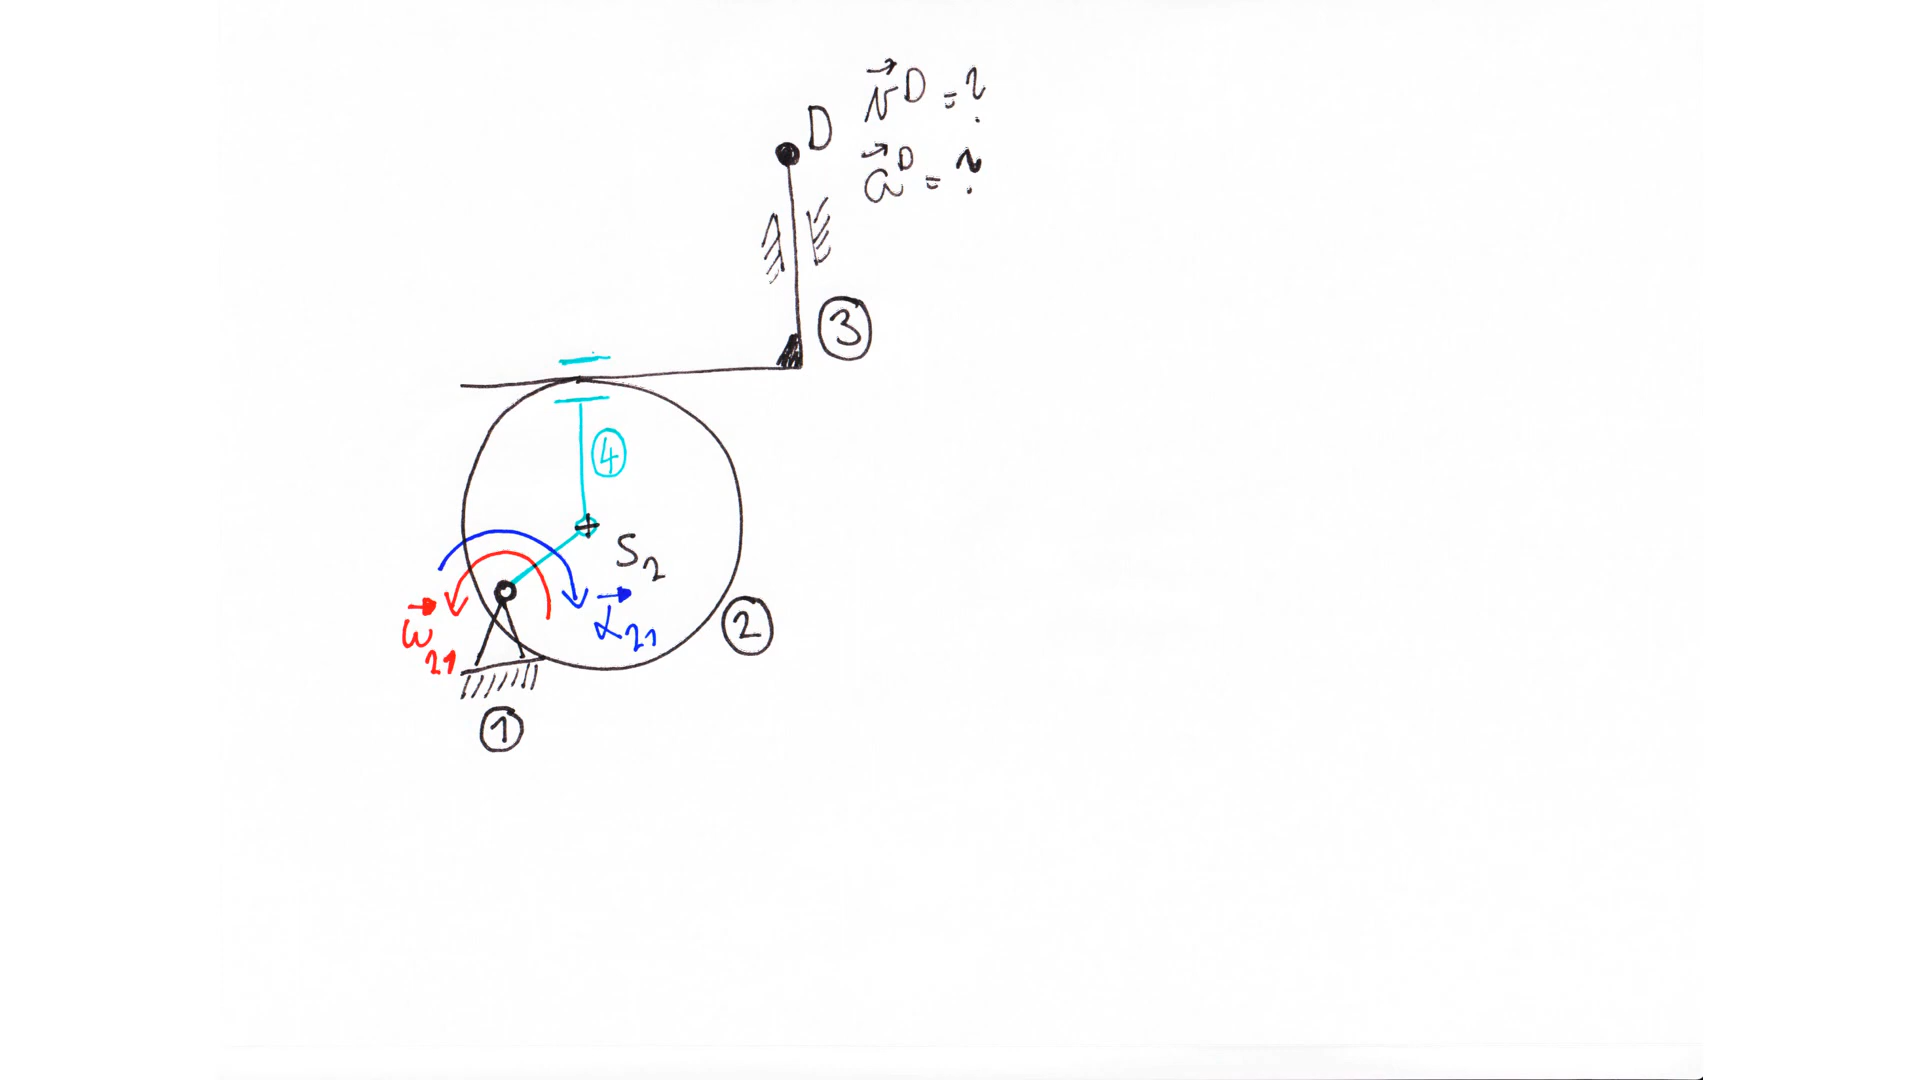 D
v⃗ᴰ = ?
a⃗ᴰ = ?
3
4
S₂
ω⃗₂₁
α⃗₂₁
2
1